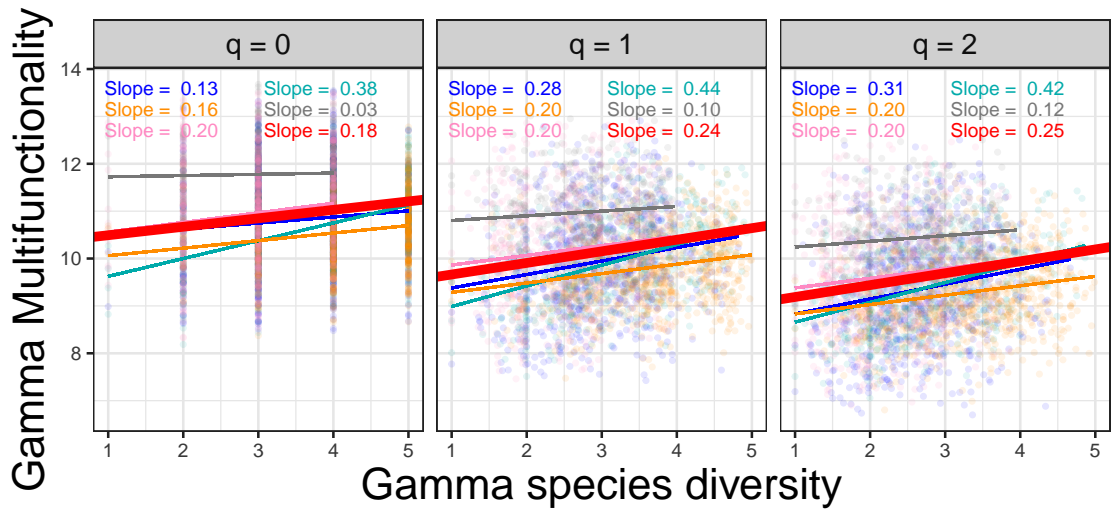 q = 0
q = 1
q = 2
Gamma Multifunctionality
14
12
10
8
Slope = 0.13
Slope = 0.16
Slope = 0.20
Slope = 0.38
Slope = 0.03
Slope = 0.18
Slope = 0.28
Slope = 0.20
Slope = 0.20
Slope = 0.44
Slope = 0.10
Slope = 0.24
Slope = 0.31
Slope = 0.20
Slope = 0.20
Slope = 0.42
Slope = 0.12
Slope = 0.25
1 2 3 4 5
1 2 3 4 5
1 2 3 4 5
Gamma species diversity